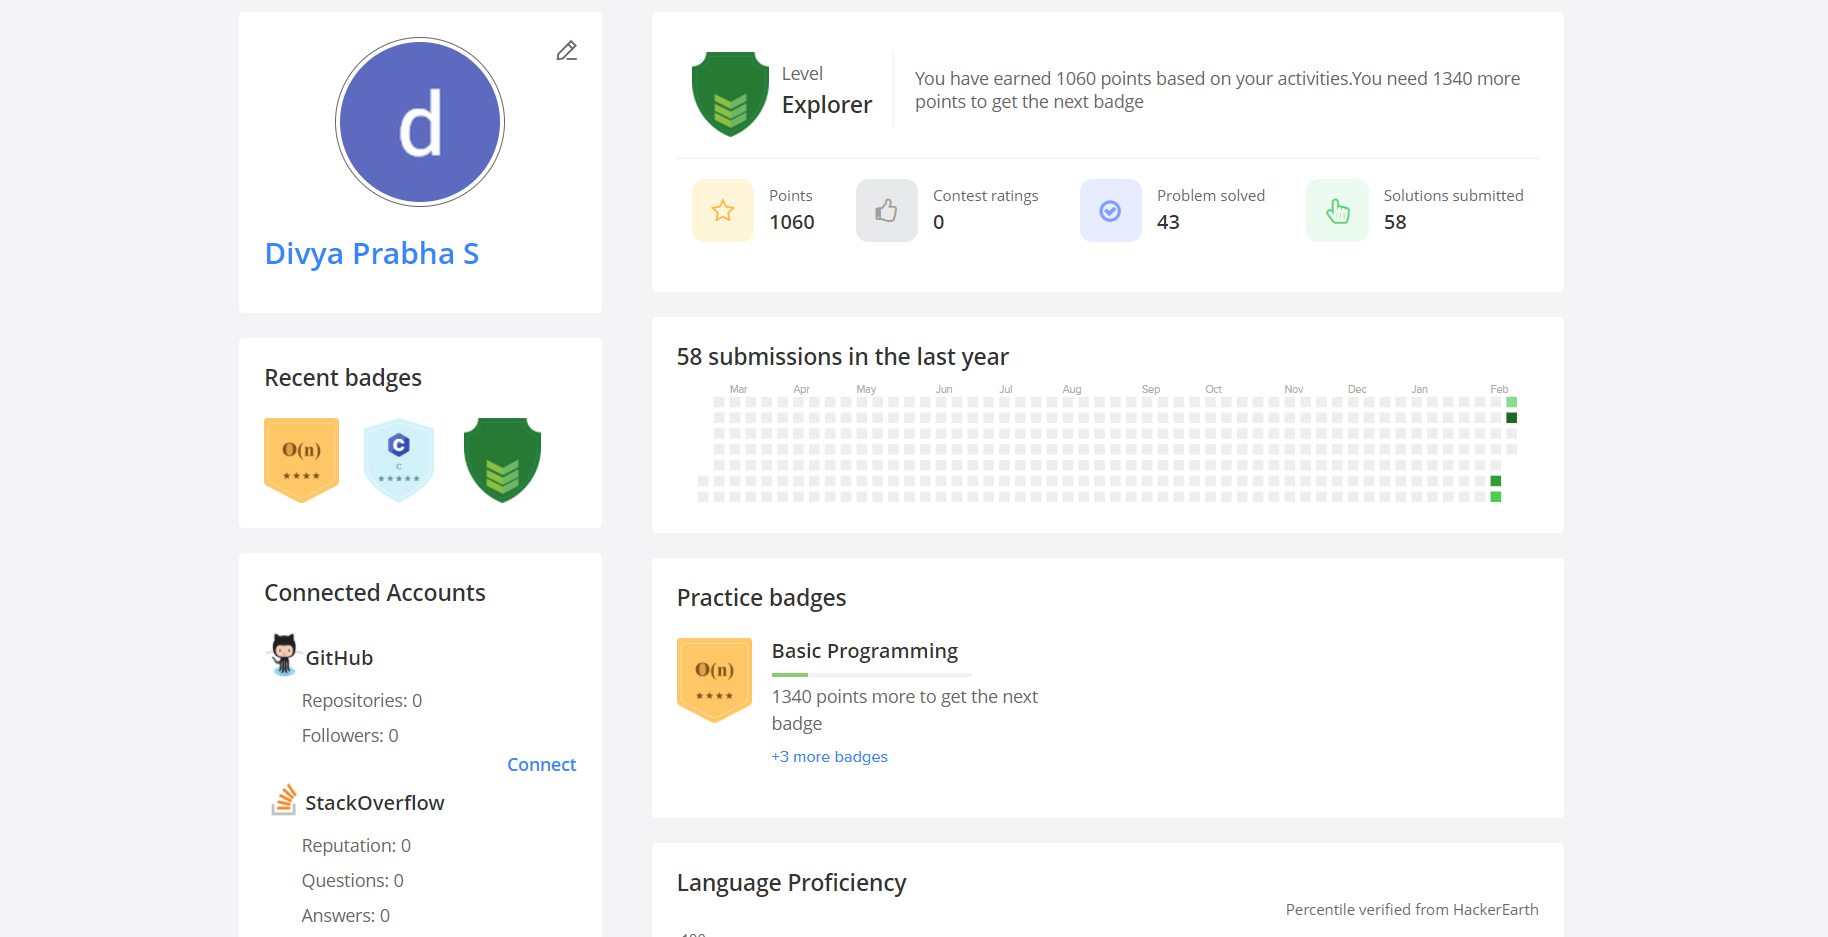 d
Divya Prabha S
Recent badges
O(n)
C
C
Connected Accounts
GitHub
Repositories: 0
Followers: 0
Connect
StackOverflow
Reputation: 0
Questions: 0
Answers: 0
Level
Explorer
You have earned 1060 points based on your activities.You need 1340 more
points to get the next badge
Points
1060
Contest ratings
0
Problem solved
43
Solutions submitted
58
58 submissions in the last year
Mar Apr May Jun Jul Aug Sep Oct Nov Dec Jan Feb
Practice badges
O(n)
Basic Programming
1340 points more to get the next
badge
+3 more badges
Language Proficiency
Percentile verified from HackerEarth
100